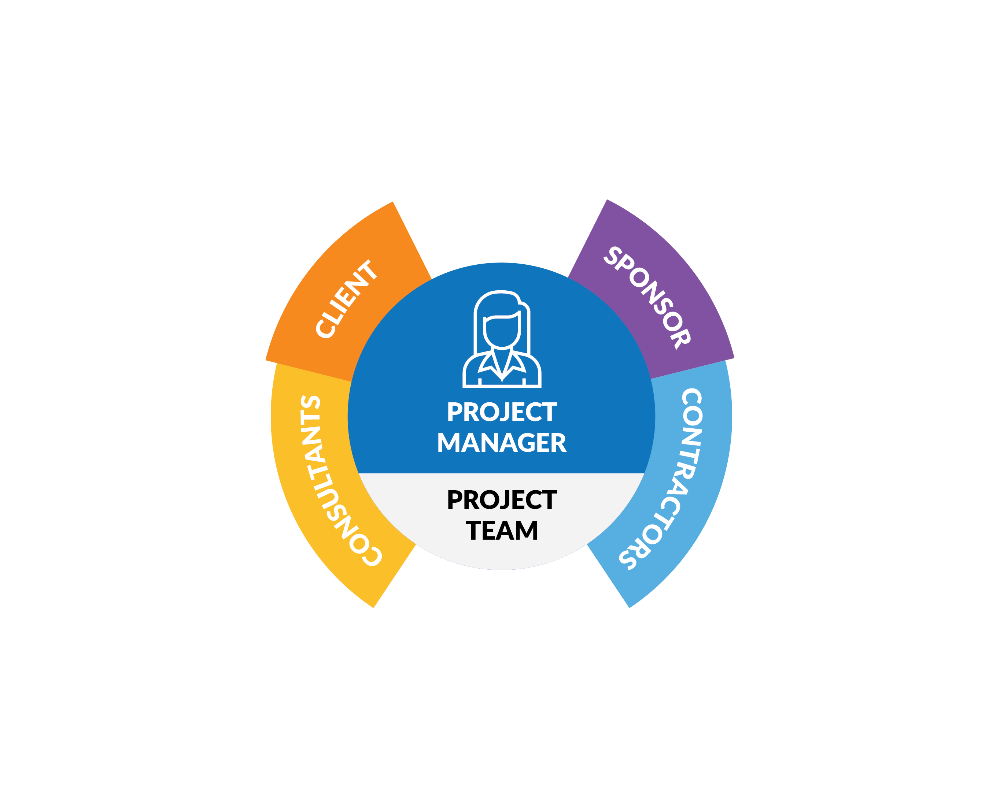 CLIENT
SPONSOR
PROJECT
MANAGER
CONSULTANTS
CONTRACTORS
PROJECT
TEAM